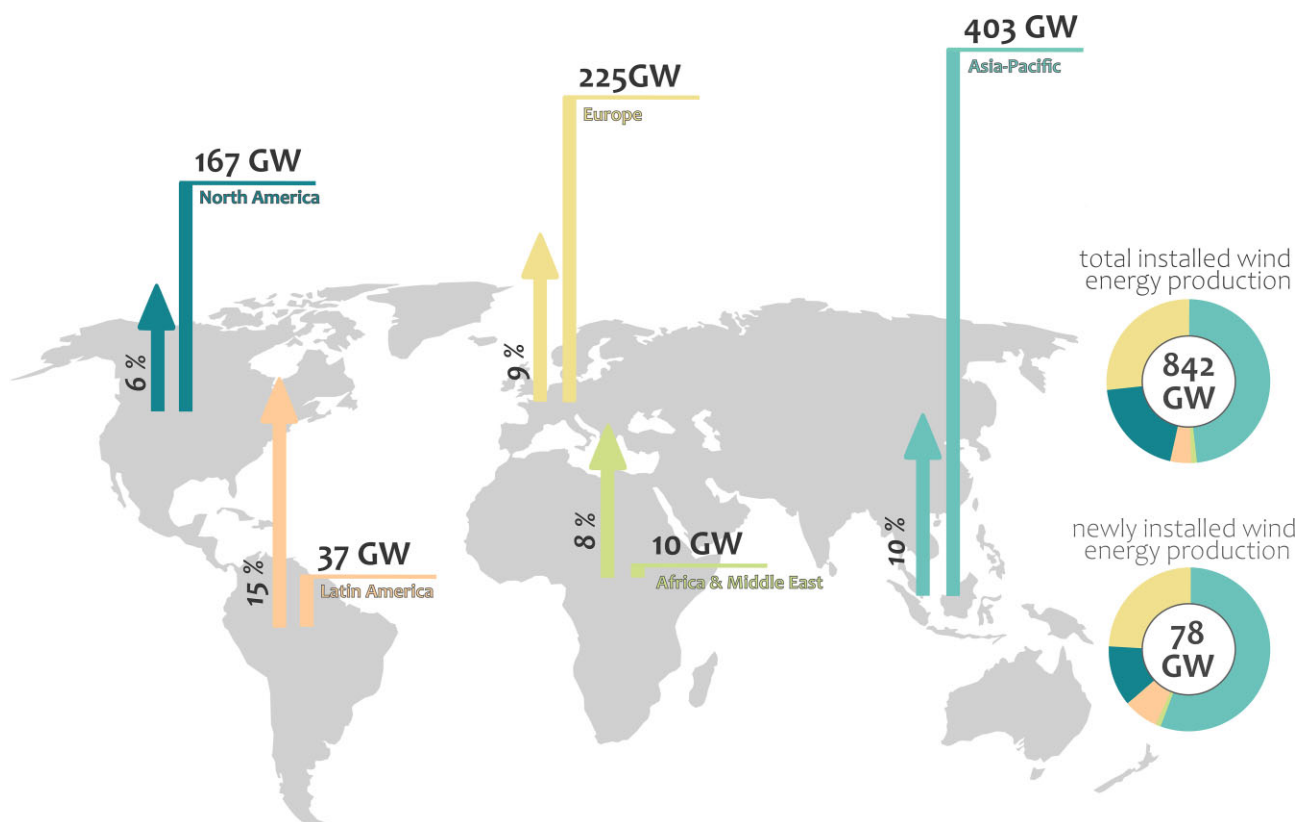 403 GW
Asia-Pacific
225GW
Europe
167 GW
North America
total installed wind
energy production
842
GW
6 %
9 %
newly installed wind
energy production
78
GW
8 %
10 GW
Africa & Middle East
10 %
15 %
37 GW
Latin America